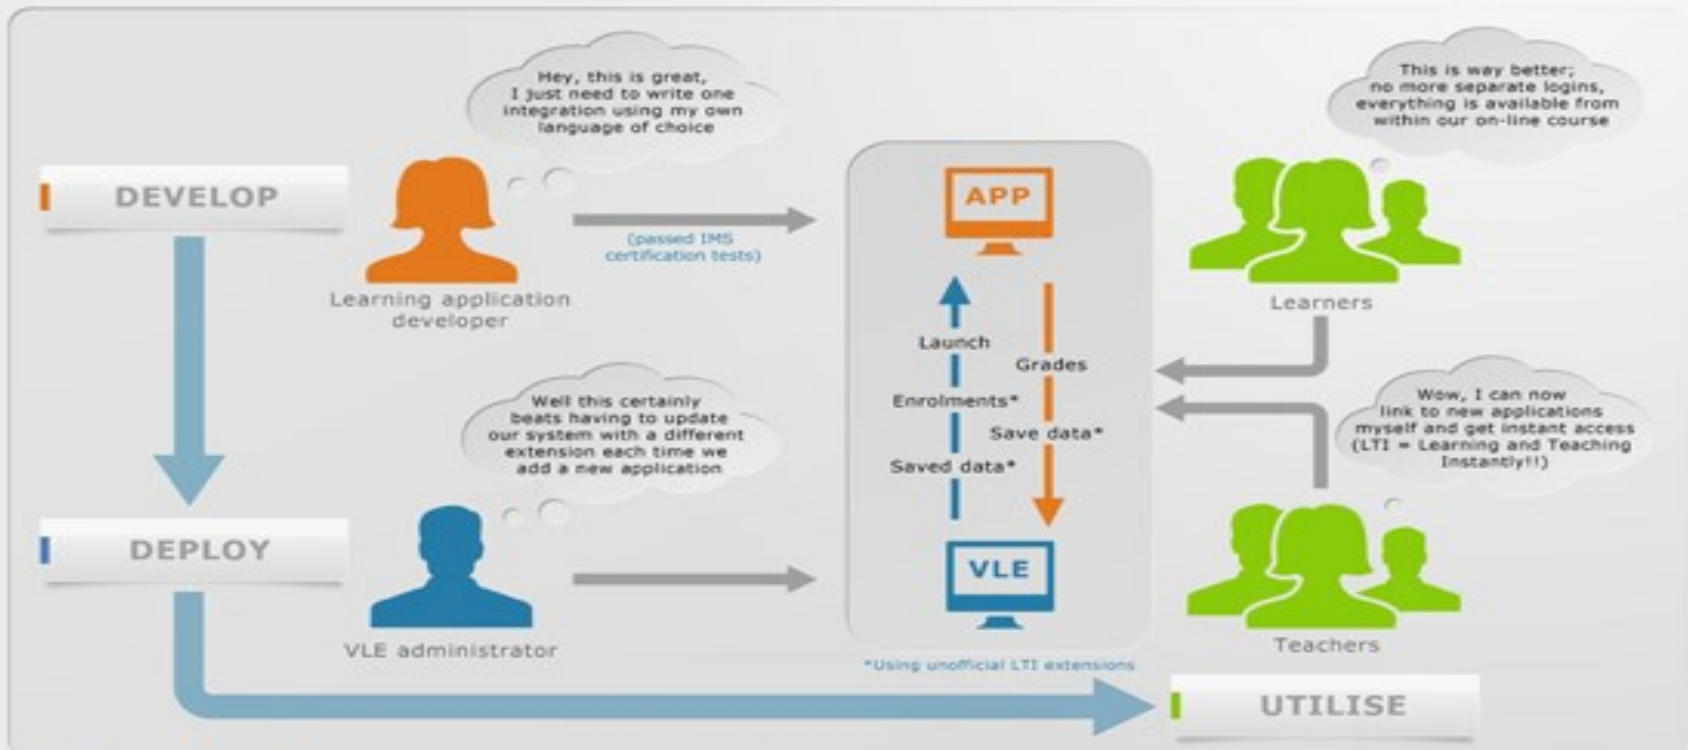 Hey, this is great,
I just need to write one
integration using my own
language of choice
This is way better;
no more separate logins,
everything is available from
within our on-line course
DEVELOP
APP
(passed IMS
certification tests)
Learning application
developer
Learners
Launch
Grades
Enrolments*
Save data*
Saved data*
Well this certainly
beats having to update
our system with a different
extension each time we
add a new application
Wow, I can now
link to new applications
myself and get instant access
(LTI = Learning and Teaching
Instantly!!)
DEPLOY
VLE
VLE administrator
Teachers
*Using unofficial LTI extensions
UTILISE